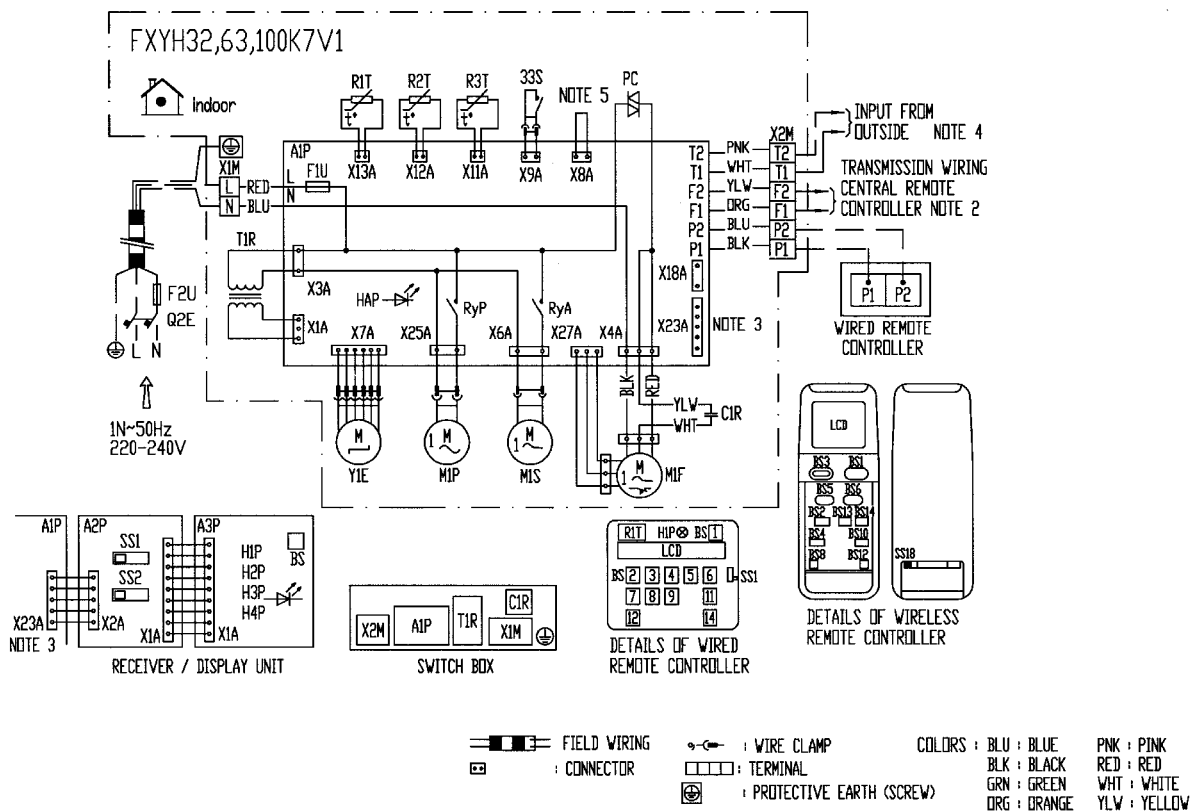 FXYH32,63,100K7V1
indoor
R1T
R2T
R3T
33S
NOTE 5
PC
t°
t°
t°
A1P
X13A
X12A
X11A
X9A
X8A
X1M
L
N
RED
BLU
L
N
F1U
T2
T1
F2
F1
P2
P1
PNK
WHT
YLW
ORG
BLU
BLK
X2M
T2
T1
F2
F1
P2
P1
INPUT FROM
OUTSIDE NOTE 4
TRANSMISSION WIRING
CENTRAL REMOTE
CONTROLLER NOTE 2
P1 P2
WIRED REMOTE
CONTROLLER
T1R
X3A
X1A
HAP
RyP
RyA
X18A
X23A
NOTE 3
X7A
X25A
X6A
X27A
X4A
BLK
RED
YLW
WHT
C1R
M
Y1E
M
1
M1P
M
1
M1S
M
1
M1F
F2U
Q2E
L N
1N~50Hz
220-240V
A1P
X23A
NOTE 3
A2P
SS1
SS2
X2A
X1A
A3P
H1P
H2P
H3P
H4P
BS
X1A
RECEIVER / DISPLAY UNIT
X2M
A1P
T1R
C1R
X1M
SWITCH BOX
R1T H1P BS 1
LCD
BS 2 3 4 5 6 SS1
7 8 9 11
12 14
DETAILS OF WIRED
REMOTE CONTROLLER
LCD
BS3 BS1
BS5 BS6
BS2 BS13 BS14
BS4 BS10
BS8 BS12
SS18
DETAILS OF WIRELESS
REMOTE CONTROLLER
FIELD WIRING
: CONNECTOR
: WIRE CLAMP
: TERMINAL
: PROTECTIVE EARTH (SCREW)
COLORS : BLU : BLUE PNK : PINK
BLK : BLACK RED : RED
GRN : GREEN WHT : WHITE
ORG : ORANGE YLW : YELLOW